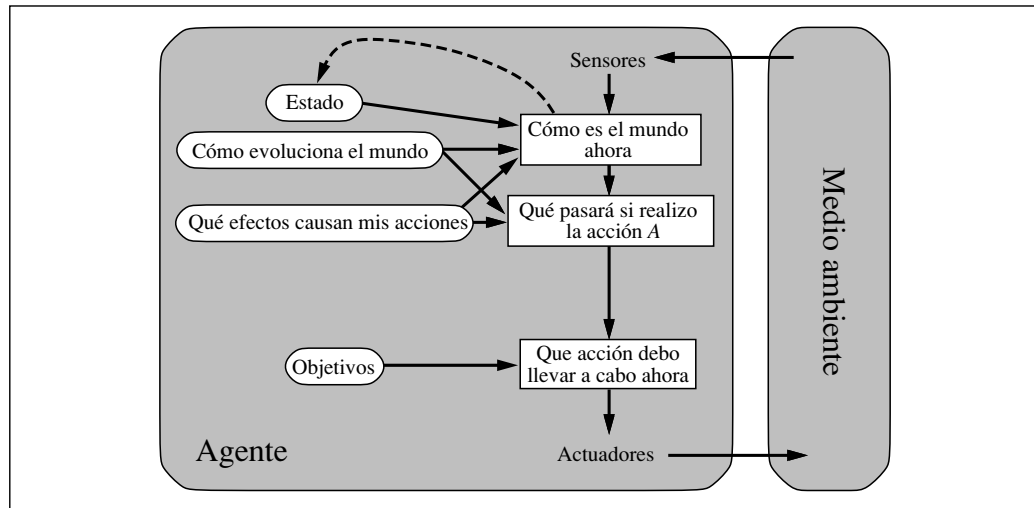 Sensores
Estado
Cómo es el mundo
ahora
Cómo evoluciona el mundo
Qué efectos causan mis acciones
Qué pasará si realizo
la acción A
Objetivos
Que acción debo
llevar a cabo ahora
Agente
Actuadores
Medio ambiente